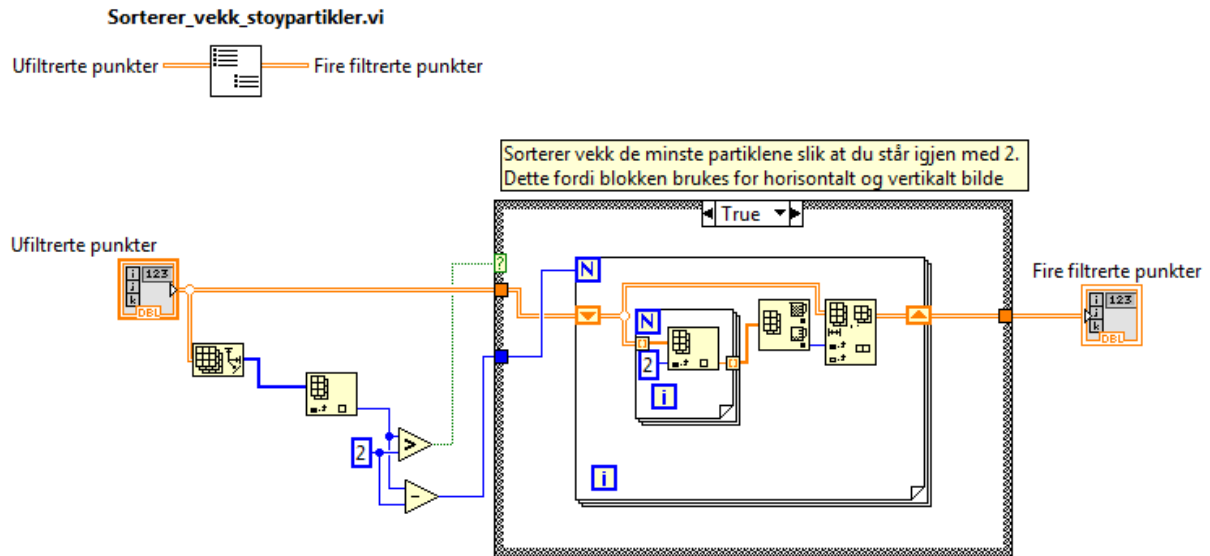 Sorterer_vekk_stoypartikler.vi
Ufiltrerte punkter
Fire filtrerte punkter
Sorterer vekk de minste partiklene slik at du står igjen med 2.
Dette fordi blokken brukes for horisontalt og vertikalt bilde
True
Ufiltrerte punkter
i 123
j
k
DBL
?
N
Fire filtrerte punkter
i 123
j
k
DBL
N
2
i
2
>
-
i